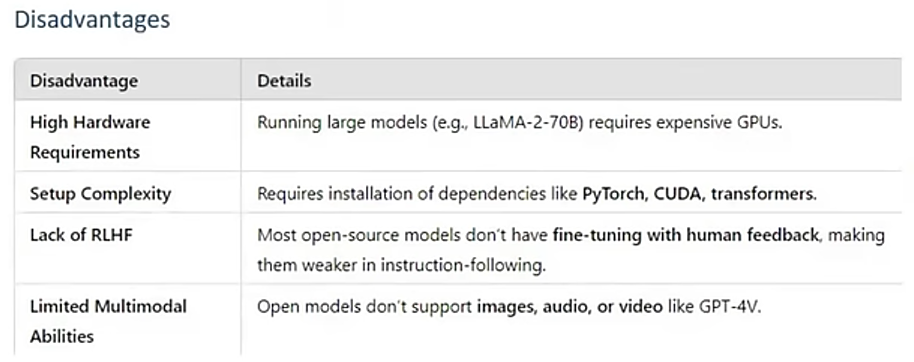 Disadvantages
Disadvantage Details
High Hardware Requirements Running large models (e.g., LLaMA-2-70B) requires expensive GPUs.
Setup Complexity Requires installation of dependencies like PyTorch, CUDA, transformers.
Lack of RLHF Most open-source models don't have fine-tuning with human feedback, making
them weaker in instruction-following.
Limited Multimodal Abilities Open models don't support images, audio, or video like GPT-4V.